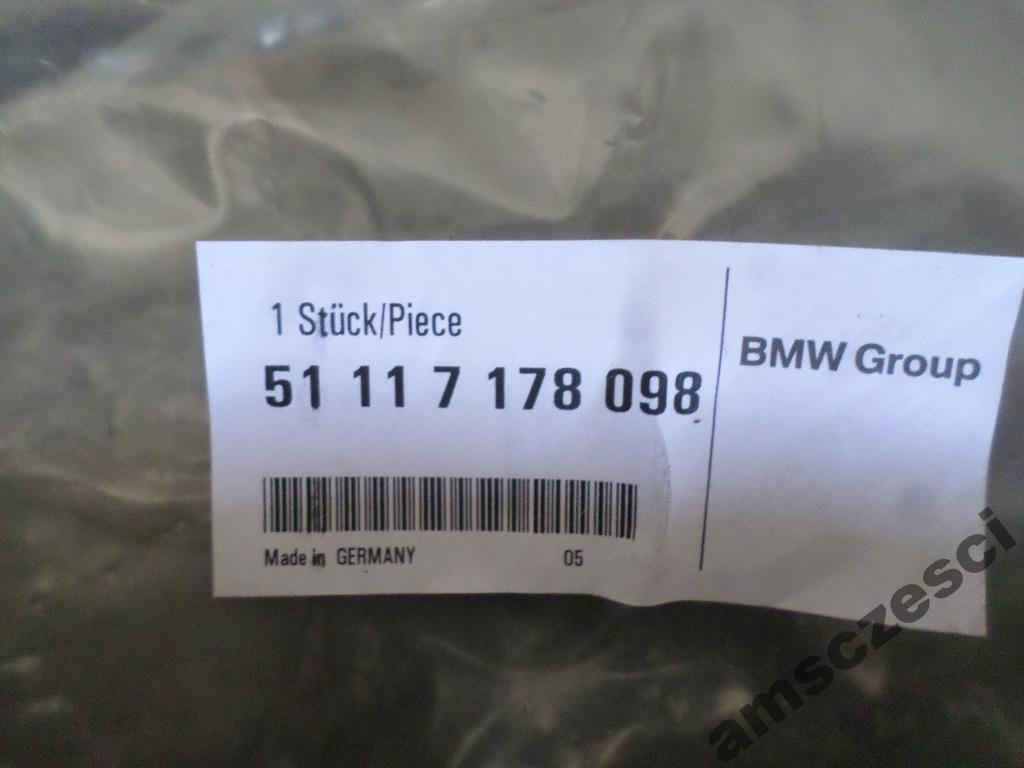 1 Stück/Piece
51 11 7 178 098
BMW Group
Made in GERMANY
05
amsczesci